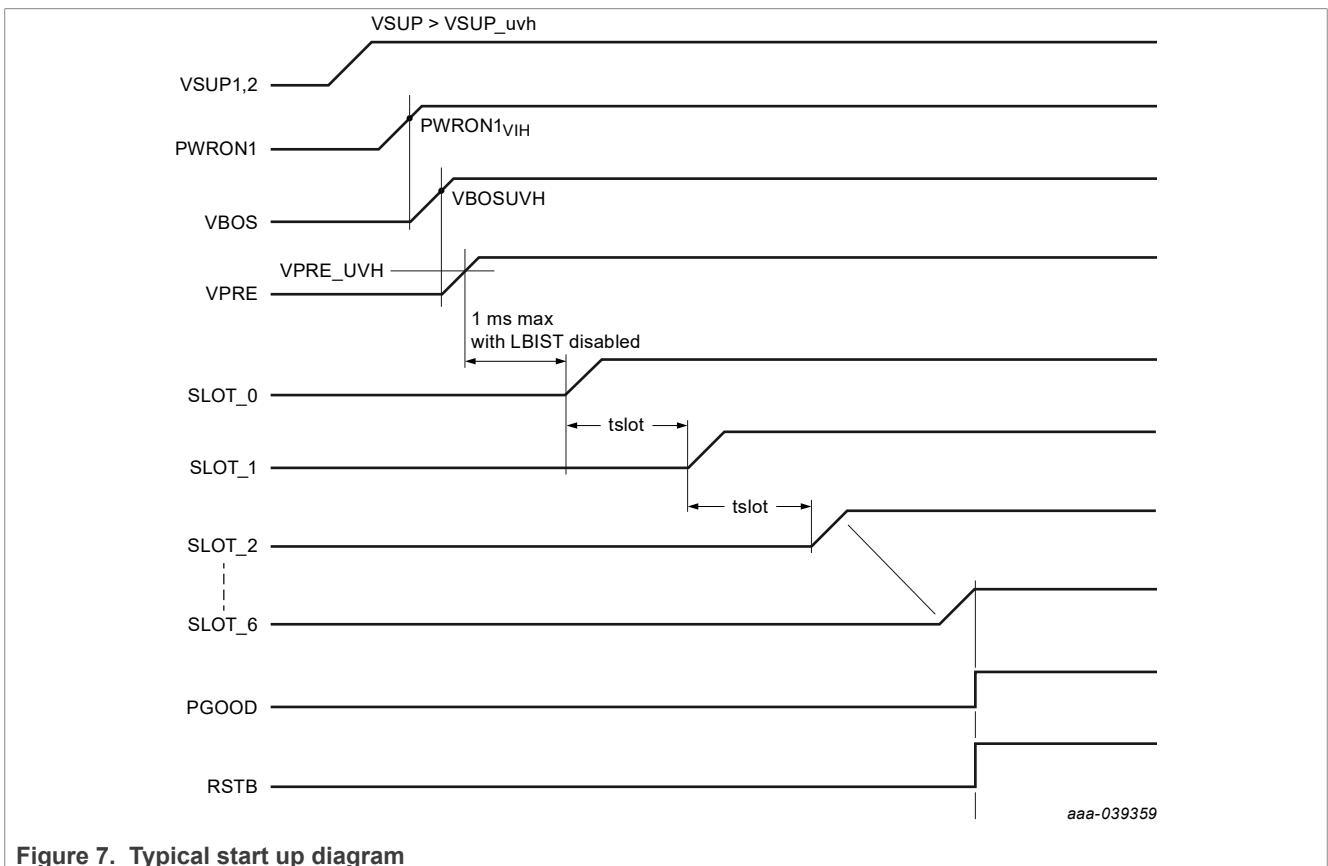 VSUP > VSUP_uvh
VSUP1,2
PWRON1VIH
PWRON1
VBOSUVH
VBOS
VPRE_UVH
VPRE
1 ms max
with LBIST disabled
SLOT_0
tslot
SLOT_1
tslot
SLOT_2
SLOT_6
PGOOD
RSTB
aaa-039359
Figure 7. Typical start up diagram